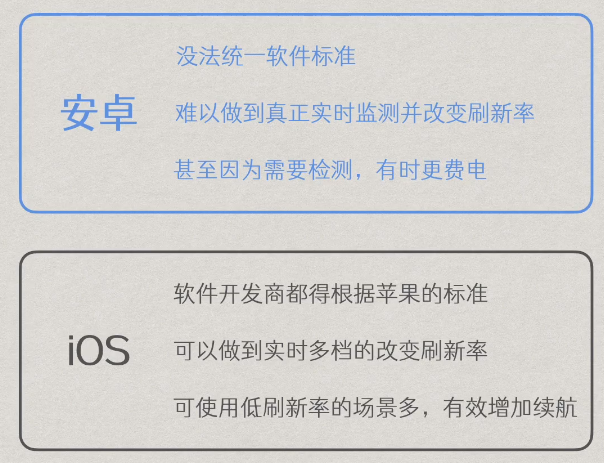 没法统一软件标准
安卓
难以做到真正实时监测并改变刷新率
甚至因为需要检测，有时更费电
软件开发商都得根据苹果的标准
iOS
可以做到实时多档的改变刷新率
可使用低刷新率的场景多，有效增加续航